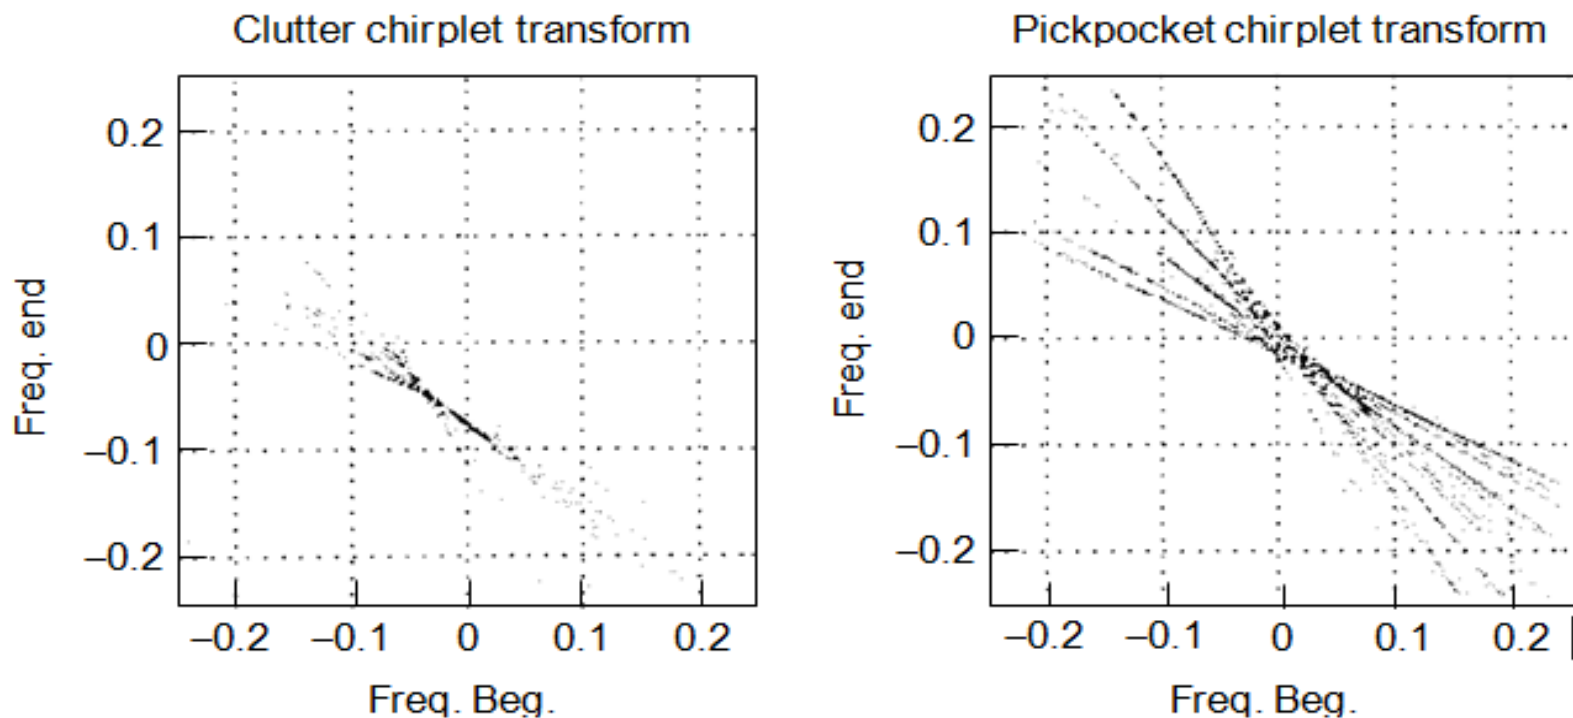 Clutter chirplet transform
0.2
0.1
0
–0.1
–0.2
Freq. end
–0.2 –0.1 0 0.1 0.2
Freq. Beg.
Pickpocket chirplet transform
0.2
0.1
0
–0.1
–0.2
Freq. end
–0.2 –0.1 0 0.1 0.2
Freq. Beg.